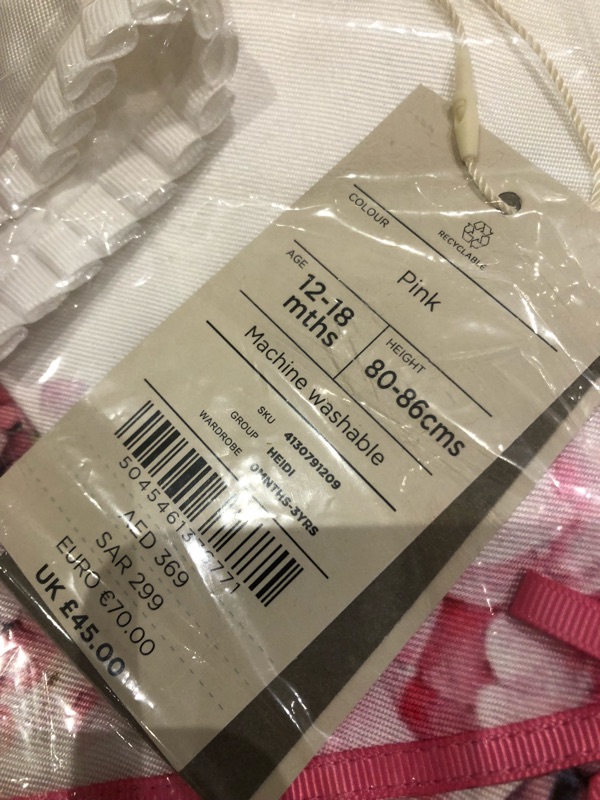 RECYCLABLE
COLOUR
Pink
AGE
12-18
mths
HEIGHT
80-86cms
Machine washable
SKU 4130791209
GROUP HEIDI
WARDROBE 0MNTHS-3YRS
AED 369
SAR 299
EURO €70.00
UK £45.00